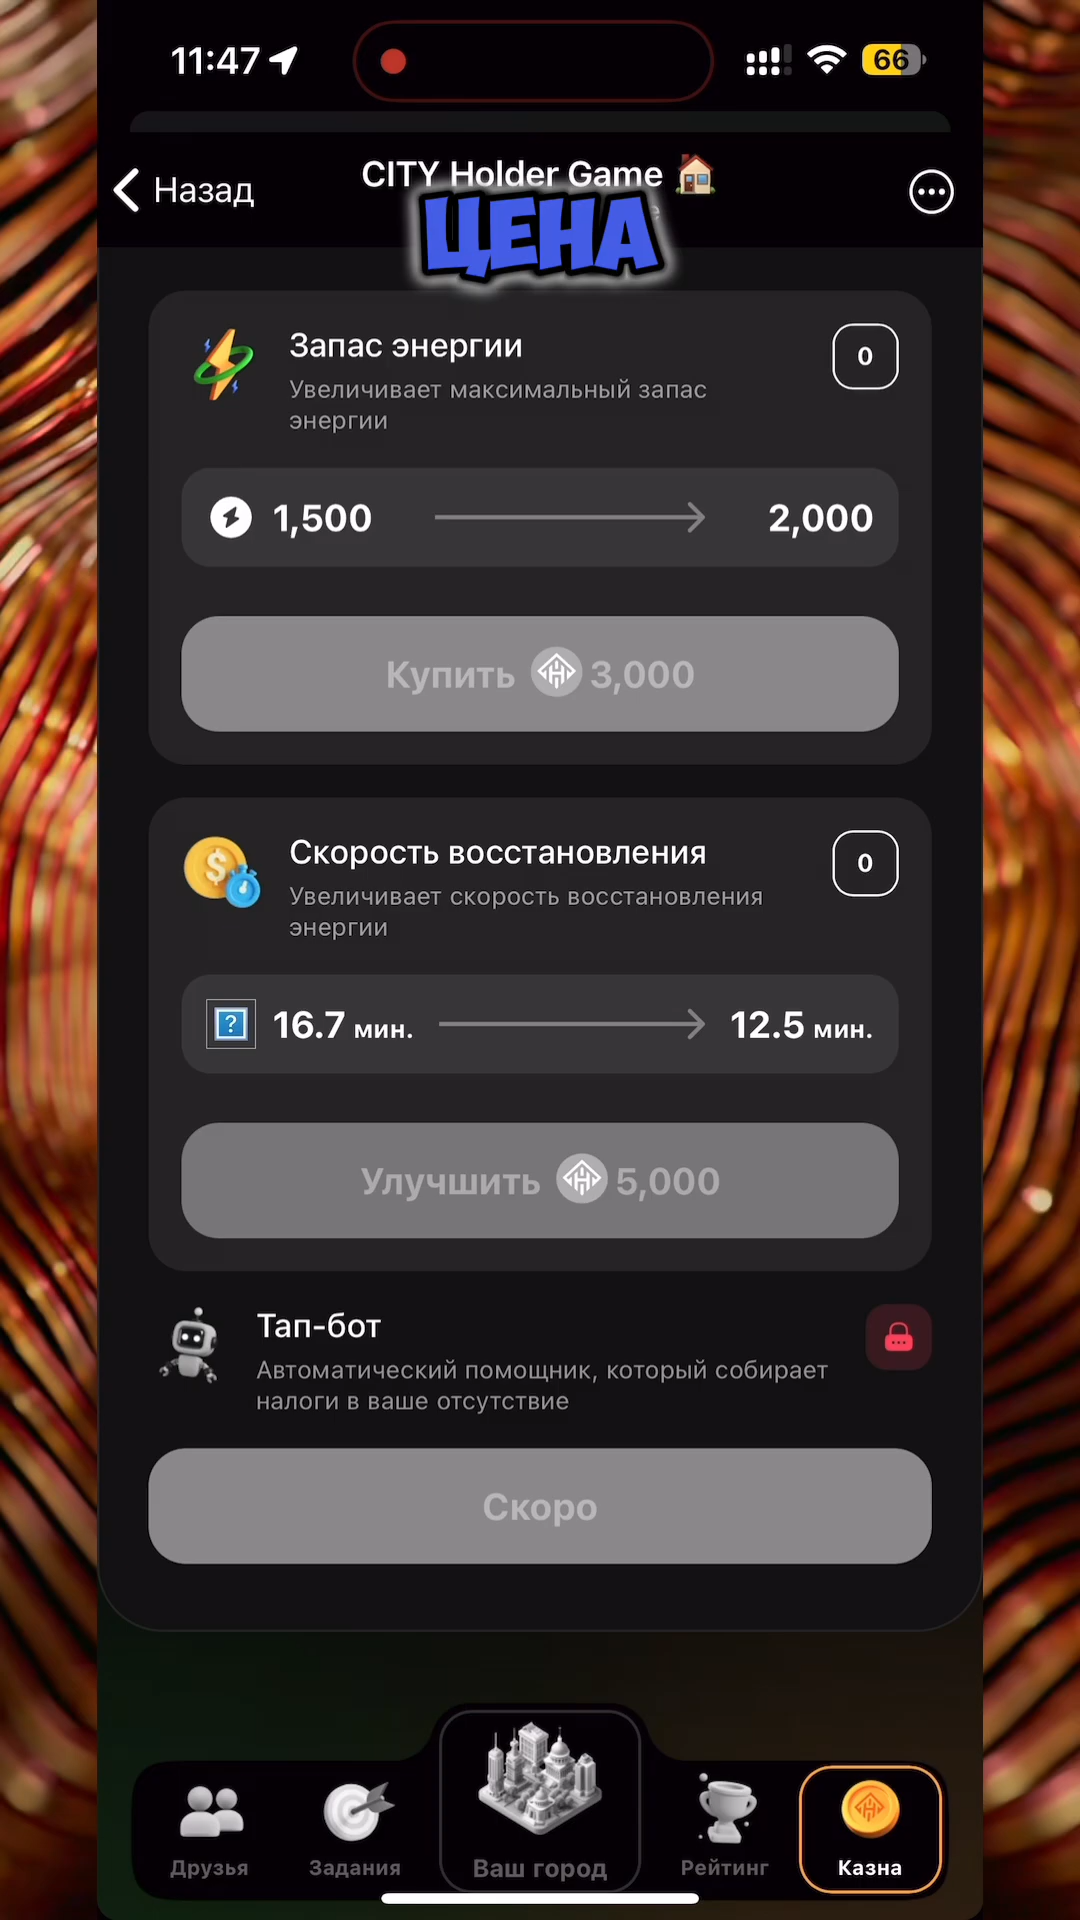 11:47
66
Назад
CITY Holder Game
ЦЕНА
Запас энергии
0
Увеличивает максимальный запас
энергии
1,500
2,000
Купить 3,000
Скорость восстановления
0
Увеличивает скорость восстановления
энергии
16.7 мин.
12.5 мин.
Улучшить 5,000
Тап-бот
Автоматический помощник, который собирает
налоги в ваше отсутствие
Скоро
Друзья
Задания
Ваш город
Рейтинг
Казна